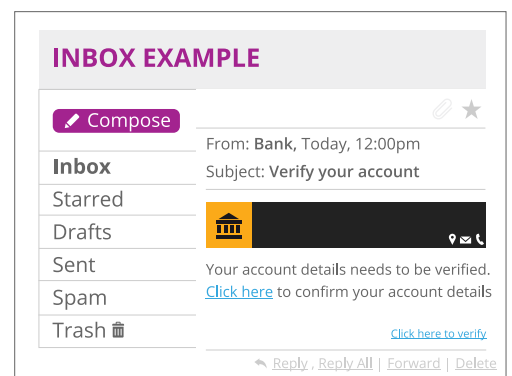 INBOX EXAMPLE
Compose
Inbox
Starred
Drafts
Sent
Spam
Trash
From: Bank, Today, 12:00pm
Subject: Verify your account
Your account details needs to be verified.
Click here to confirm your account details
Click here to verify
Reply , Reply All | Forward | Delete